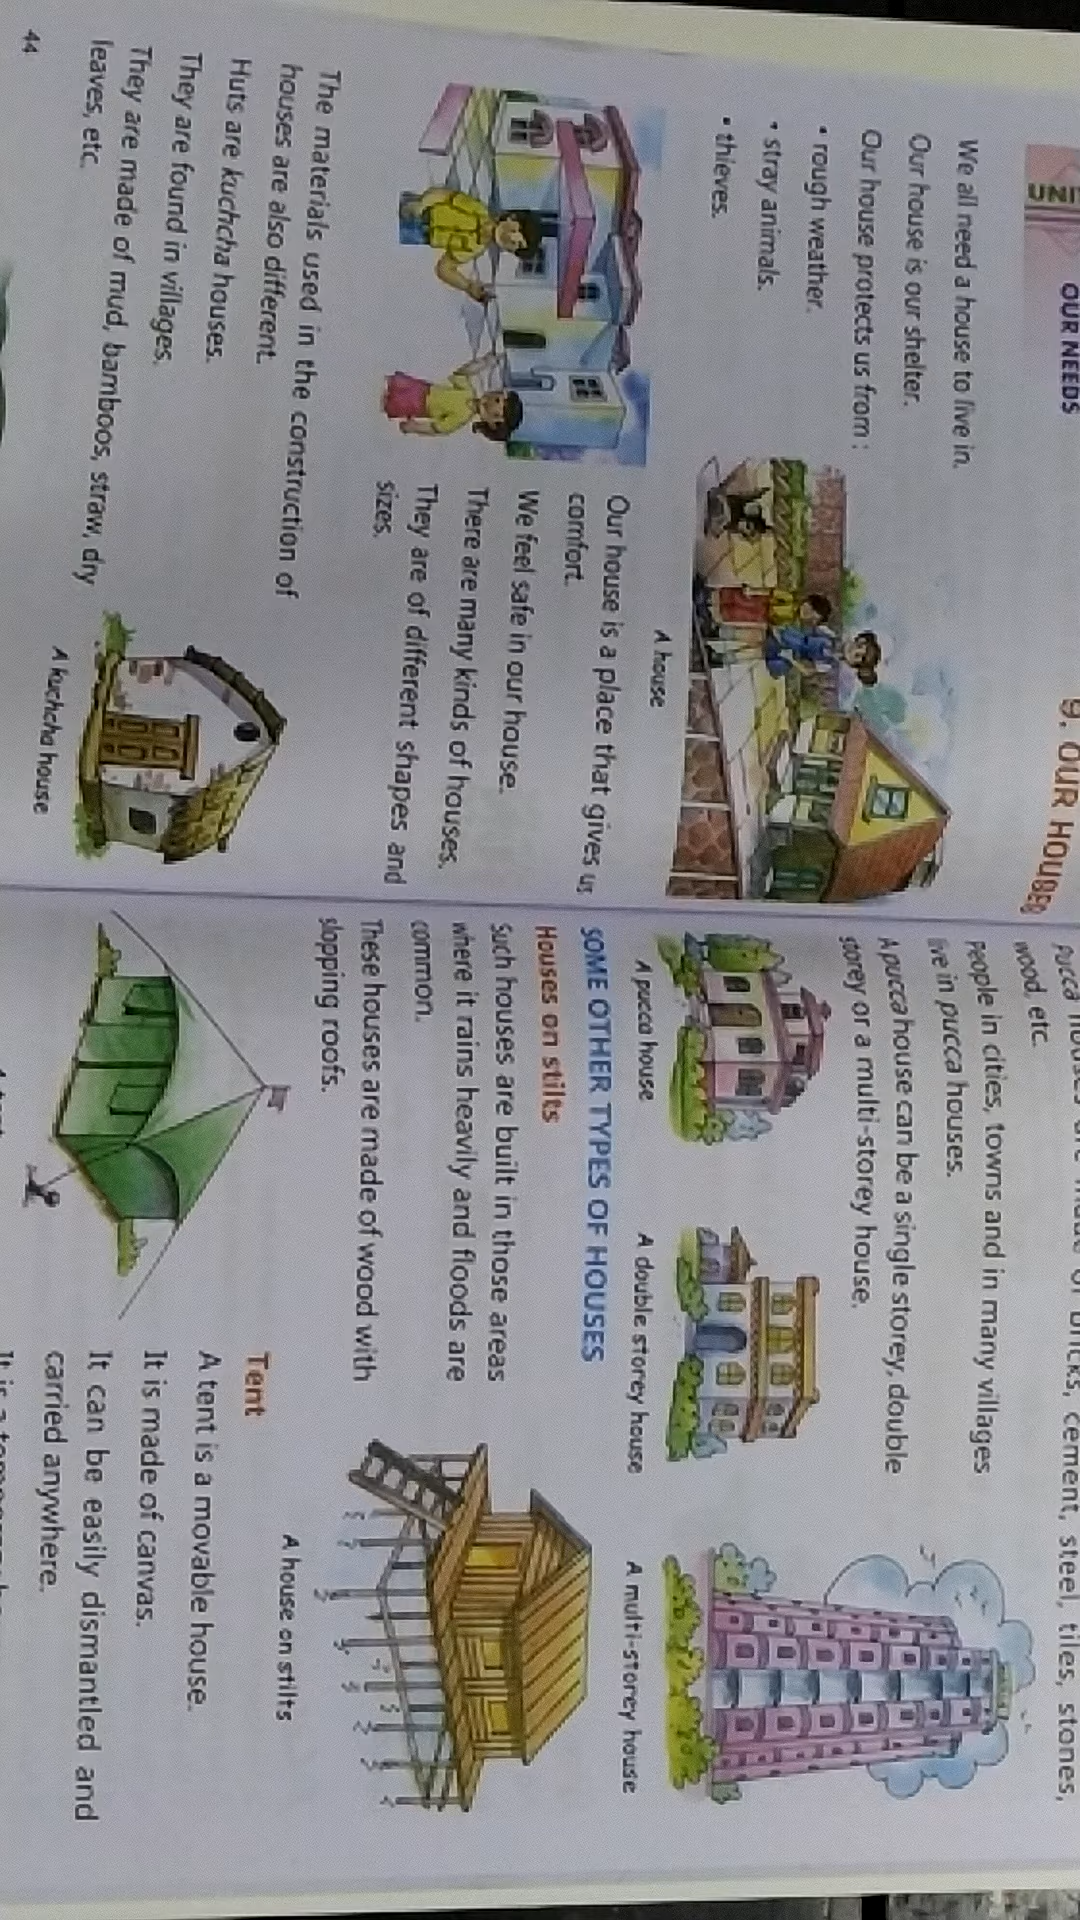 UNI
OUR NEEDS
9. OUR HOUSES
We all need a house to live in.
Our house is our shelter.
Our house protects us from :
• rough weather.
• stray animals.
• thieves.
A house
Our house is a place that gives us
comfort.
We feel safe in our house.
There are many kinds of houses.
They are of different shapes and
sizes.
The materials used in the construction of
houses are also different.
Huts are kuchcha houses.
They are found in villages.
They are made of mud, bamboos, straw, dry
leaves, etc.
A kuchcha house
44
Pucca houses are made of bricks, cement, steel, tiles, stones,
wood, etc.
People in cities, towns and in many villages
live in pucca houses.
A pucca house can be a single storey, double
storey or a multi-storey house.
A pucca house
A double storey house
A multi-storey house
SOME OTHER TYPES OF HOUSES
Houses on stilts
Such houses are built in those areas
where it rains heavily and floods are
common.
These houses are made of wood with
slopping roofs.
A house on stilts
Tent
A tent is a movable house.
It is made of canvas.
It can be easily dismantled and
carried anywhere.
It is a